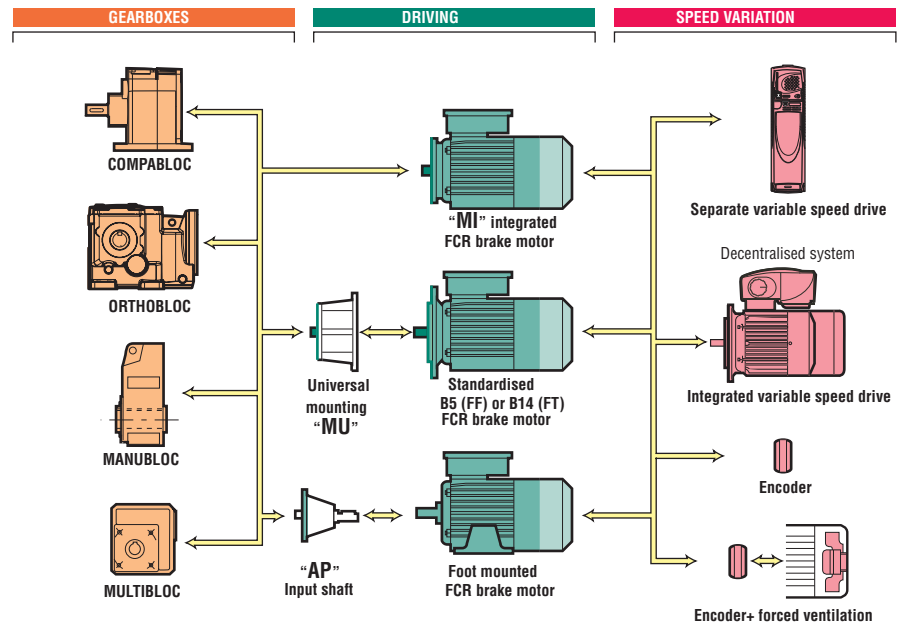 GEARBOXES
DRIVING
SPEED VARIATION
COMPABLOC
ORTHOBLOC
MANUBLOC
MULTIBLOC
“MI” integrated
FCR brake motor
Universal
mounting
“MU”
Standardised
B5 (FF) or B14 (FT)
FCR brake motor
“AP”
Input shaft
Foot mounted
FCR brake motor
Separate variable speed drive
Decentralised system
Integrated variable speed drive
Encoder
Encoder+ forced ventilation